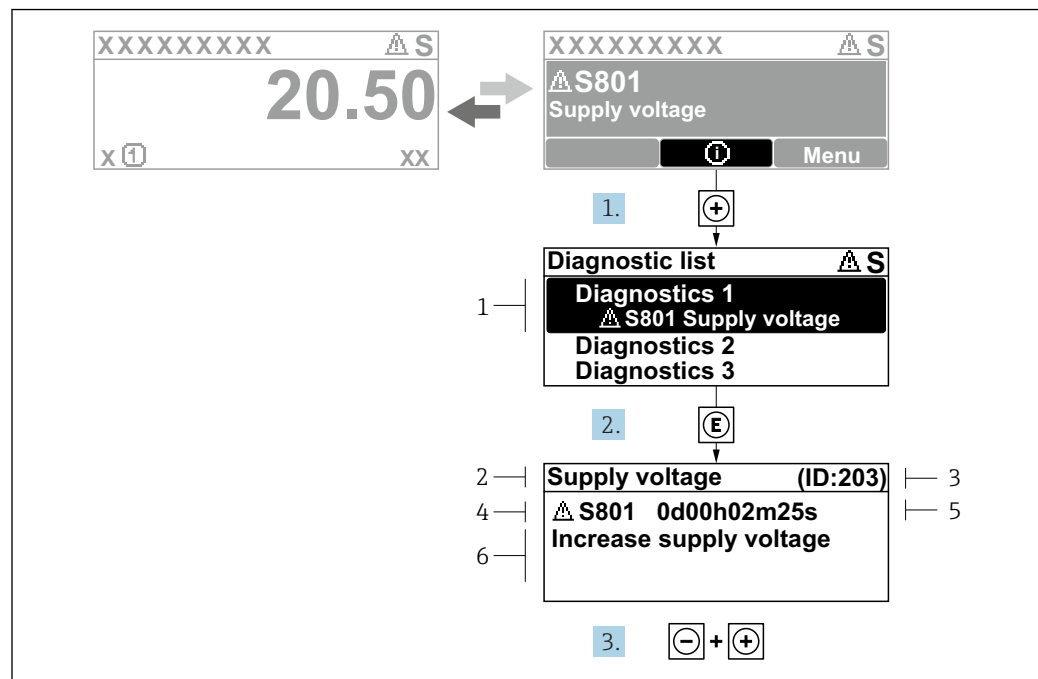 XXXXXXXXX ⚠ S
20.50
x ① xx
XXXXXXXXX ⚠ S
⚠S801
Supply voltage
ⓘ Menu
1. ⊕
Diagnostic list ⚠ S
1
Diagnostics 1
⚠ S801 Supply voltage
Diagnostics 2
Diagnostics 3
2. Ⓔ
2 Supply voltage (ID:203) 3
4 ⚠ S801 0d00h02m25s 5
6 Increase supply voltage
3. ⊖ + ⊕